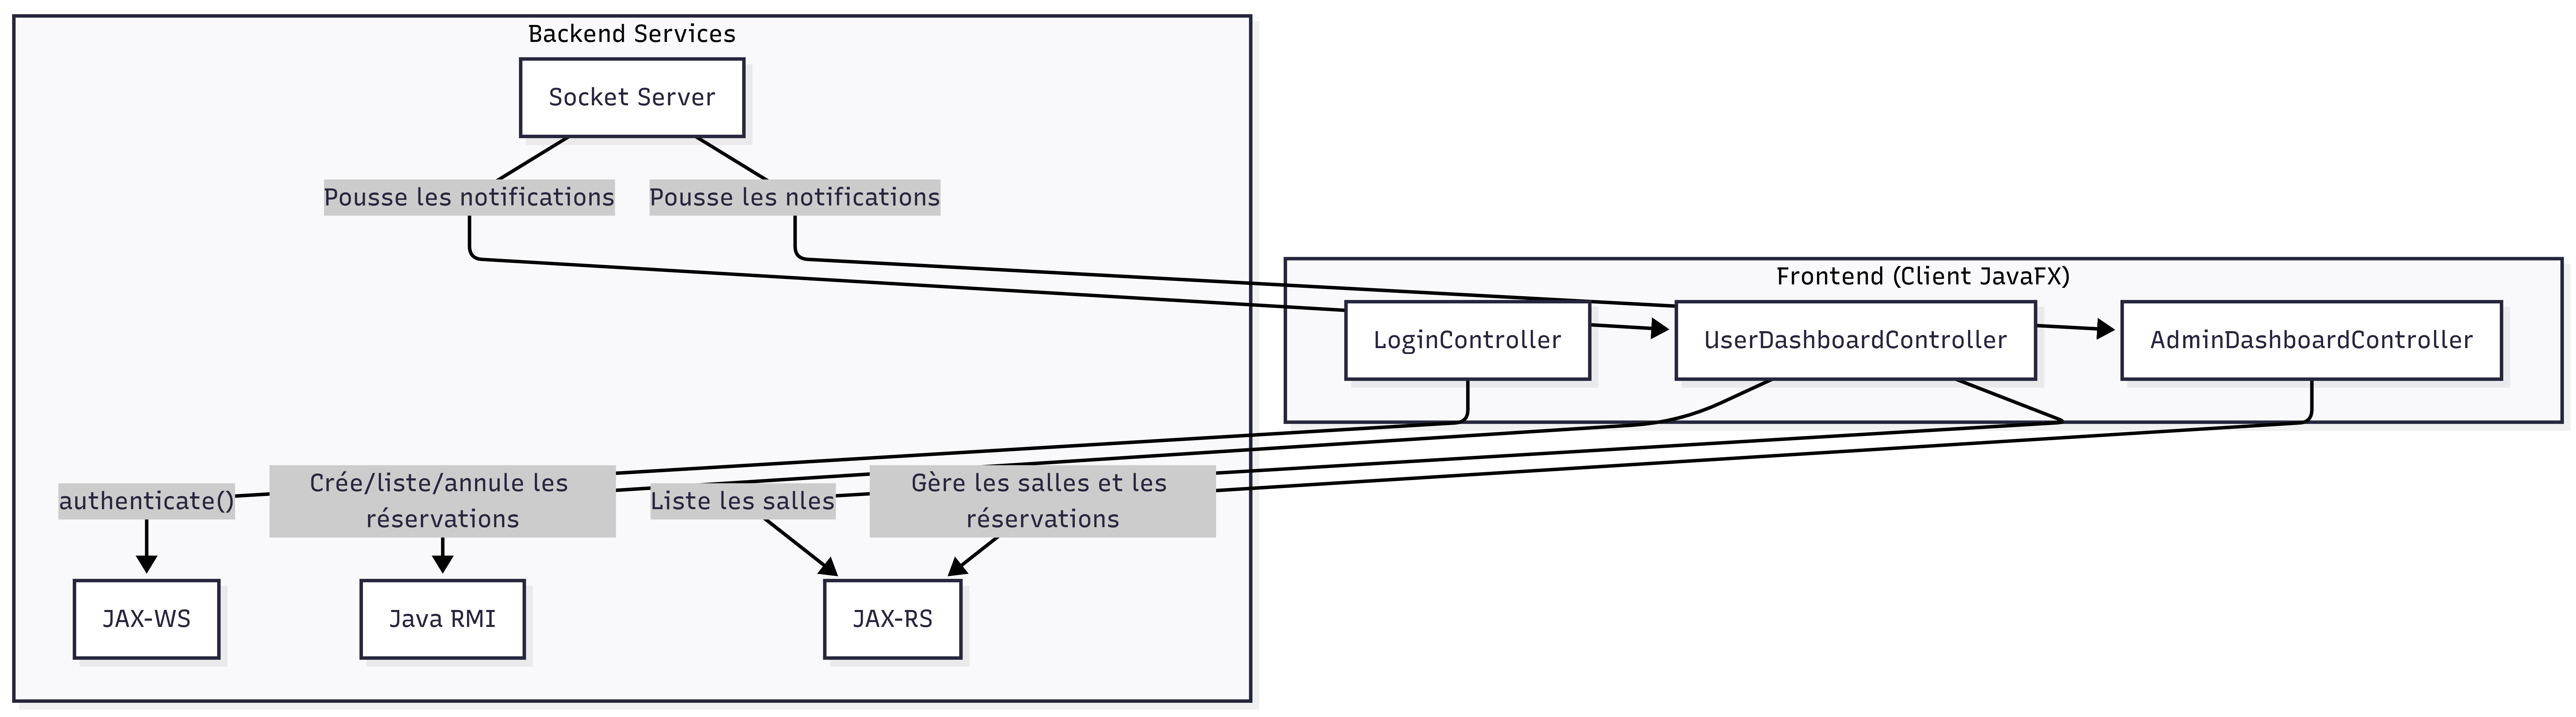 Backend Services
Socket Server
Pousse les notifications
Pousse les notifications
Frontend (Client JavaFX)
LoginController
UserDashboardController
AdminDashboardController
authenticate()
Crée/liste/annule les
réservations
Liste les salles
Gère les salles et les
réservations
JAX-WS
Java RMI
JAX-RS